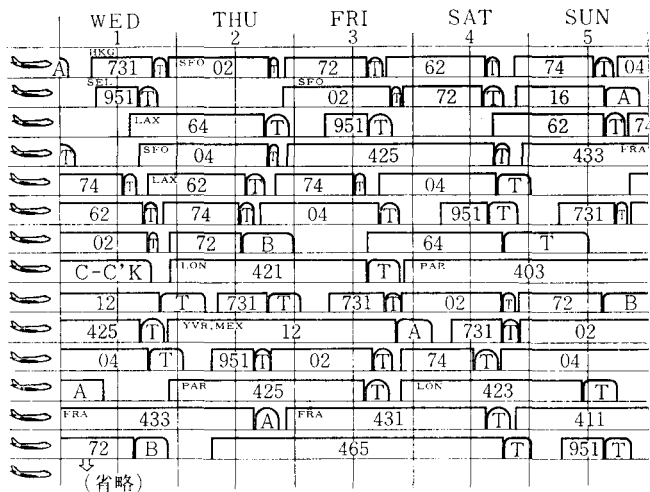 WED THU FRI SAT SUN
1 2 3 4 5
HKG SFO SFO
A 731 T 02 T 72 T 62 T 74 T 04
SEL
951 T 02 T 72 T 16 A
LAX 64 T 951 T 62 T 74
T SFO 04 T 425 T 433 FRA
74 T LAX 62 T 74 T 04 T
62 T 74 T 04 T 951 T 731 T
02 T 72 B 64 T
C-C'K LON 421 T PAR 403
12 T 731 T 731 T 02 T 72 B
425 T YVR,MEX 12 A 731 T 02
04 T 951 T 02 T 74 T 04
A PAR 425 T LON 423 T
FRA 433 A FRA 431 T 411
72 B 465 T 951 T
(省略)